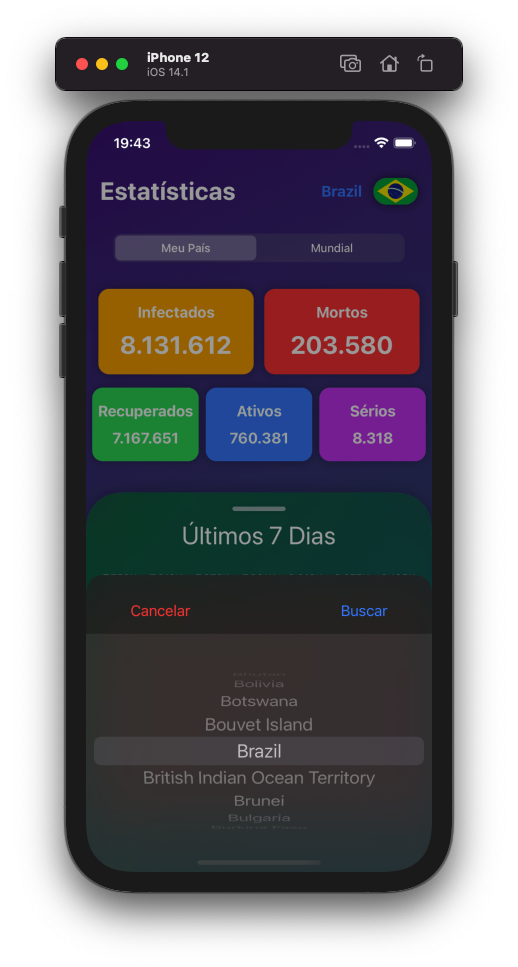 iPhone 12
iOS 14.1
19:43
Estatísticas
Brazil
Meu País
Mundial
Infectados
8.131.612
Mortos
203.580
Recuperados
7.167.651
Ativos
760.381
Sérios
8.318
Últimos 7 Dias
Cancelar
Buscar
Bolivia
Botswana
Bouvet Island
Brazil
British Indian Ocean Territory
Brunei
Bulgaria